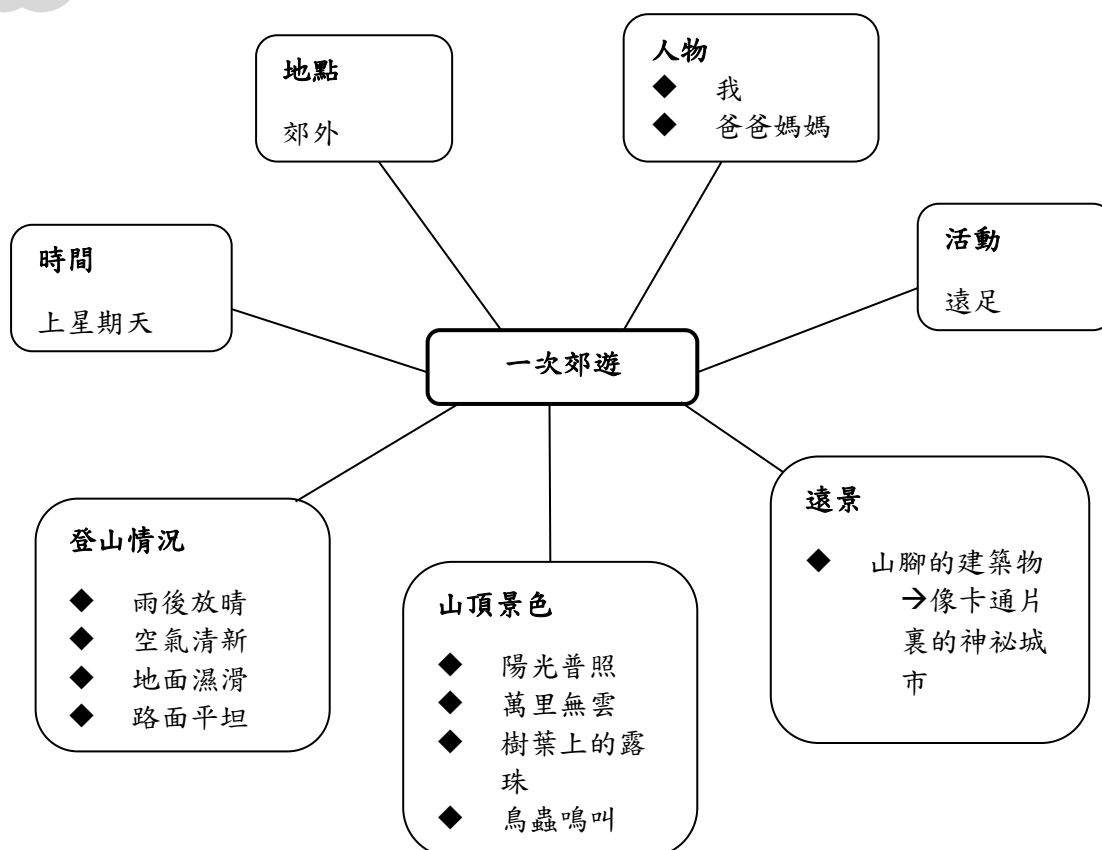 地點
郊外
人物
◆ 我
◆ 爸爸媽媽
時間
上星期天
活動
遠足
一次郊遊
登山情況
◆ 雨後放晴
◆ 空氣清新
◆ 地面濕滑
◆ 路面平坦
山頂景色
◆ 陽光普照
◆ 萬里無雲
◆ 樹葉上的露
珠
◆ 鳥蟲鳴叫
遠景
◆ 山腳的建築物
→像卡通片
裏的神祕城
市